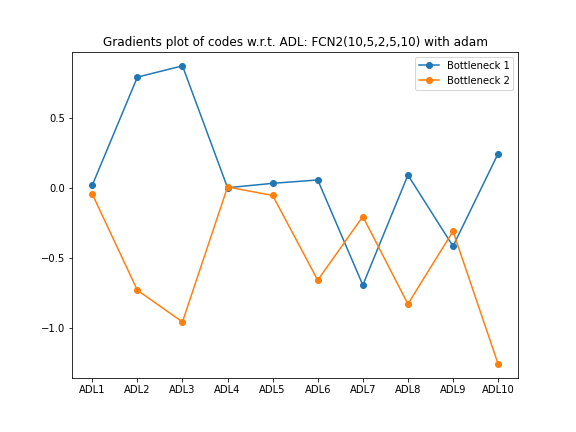 Gradients plot of codes w.r.t. ADL: FCN2(10,5,2,5,10) with adam
Bottleneck 1
Bottleneck 2
0.5
0.0
−0.5
−1.0
ADL1 ADL2 ADL3 ADL4 ADL5 ADL6 ADL7 ADL8 ADL9 ADL10